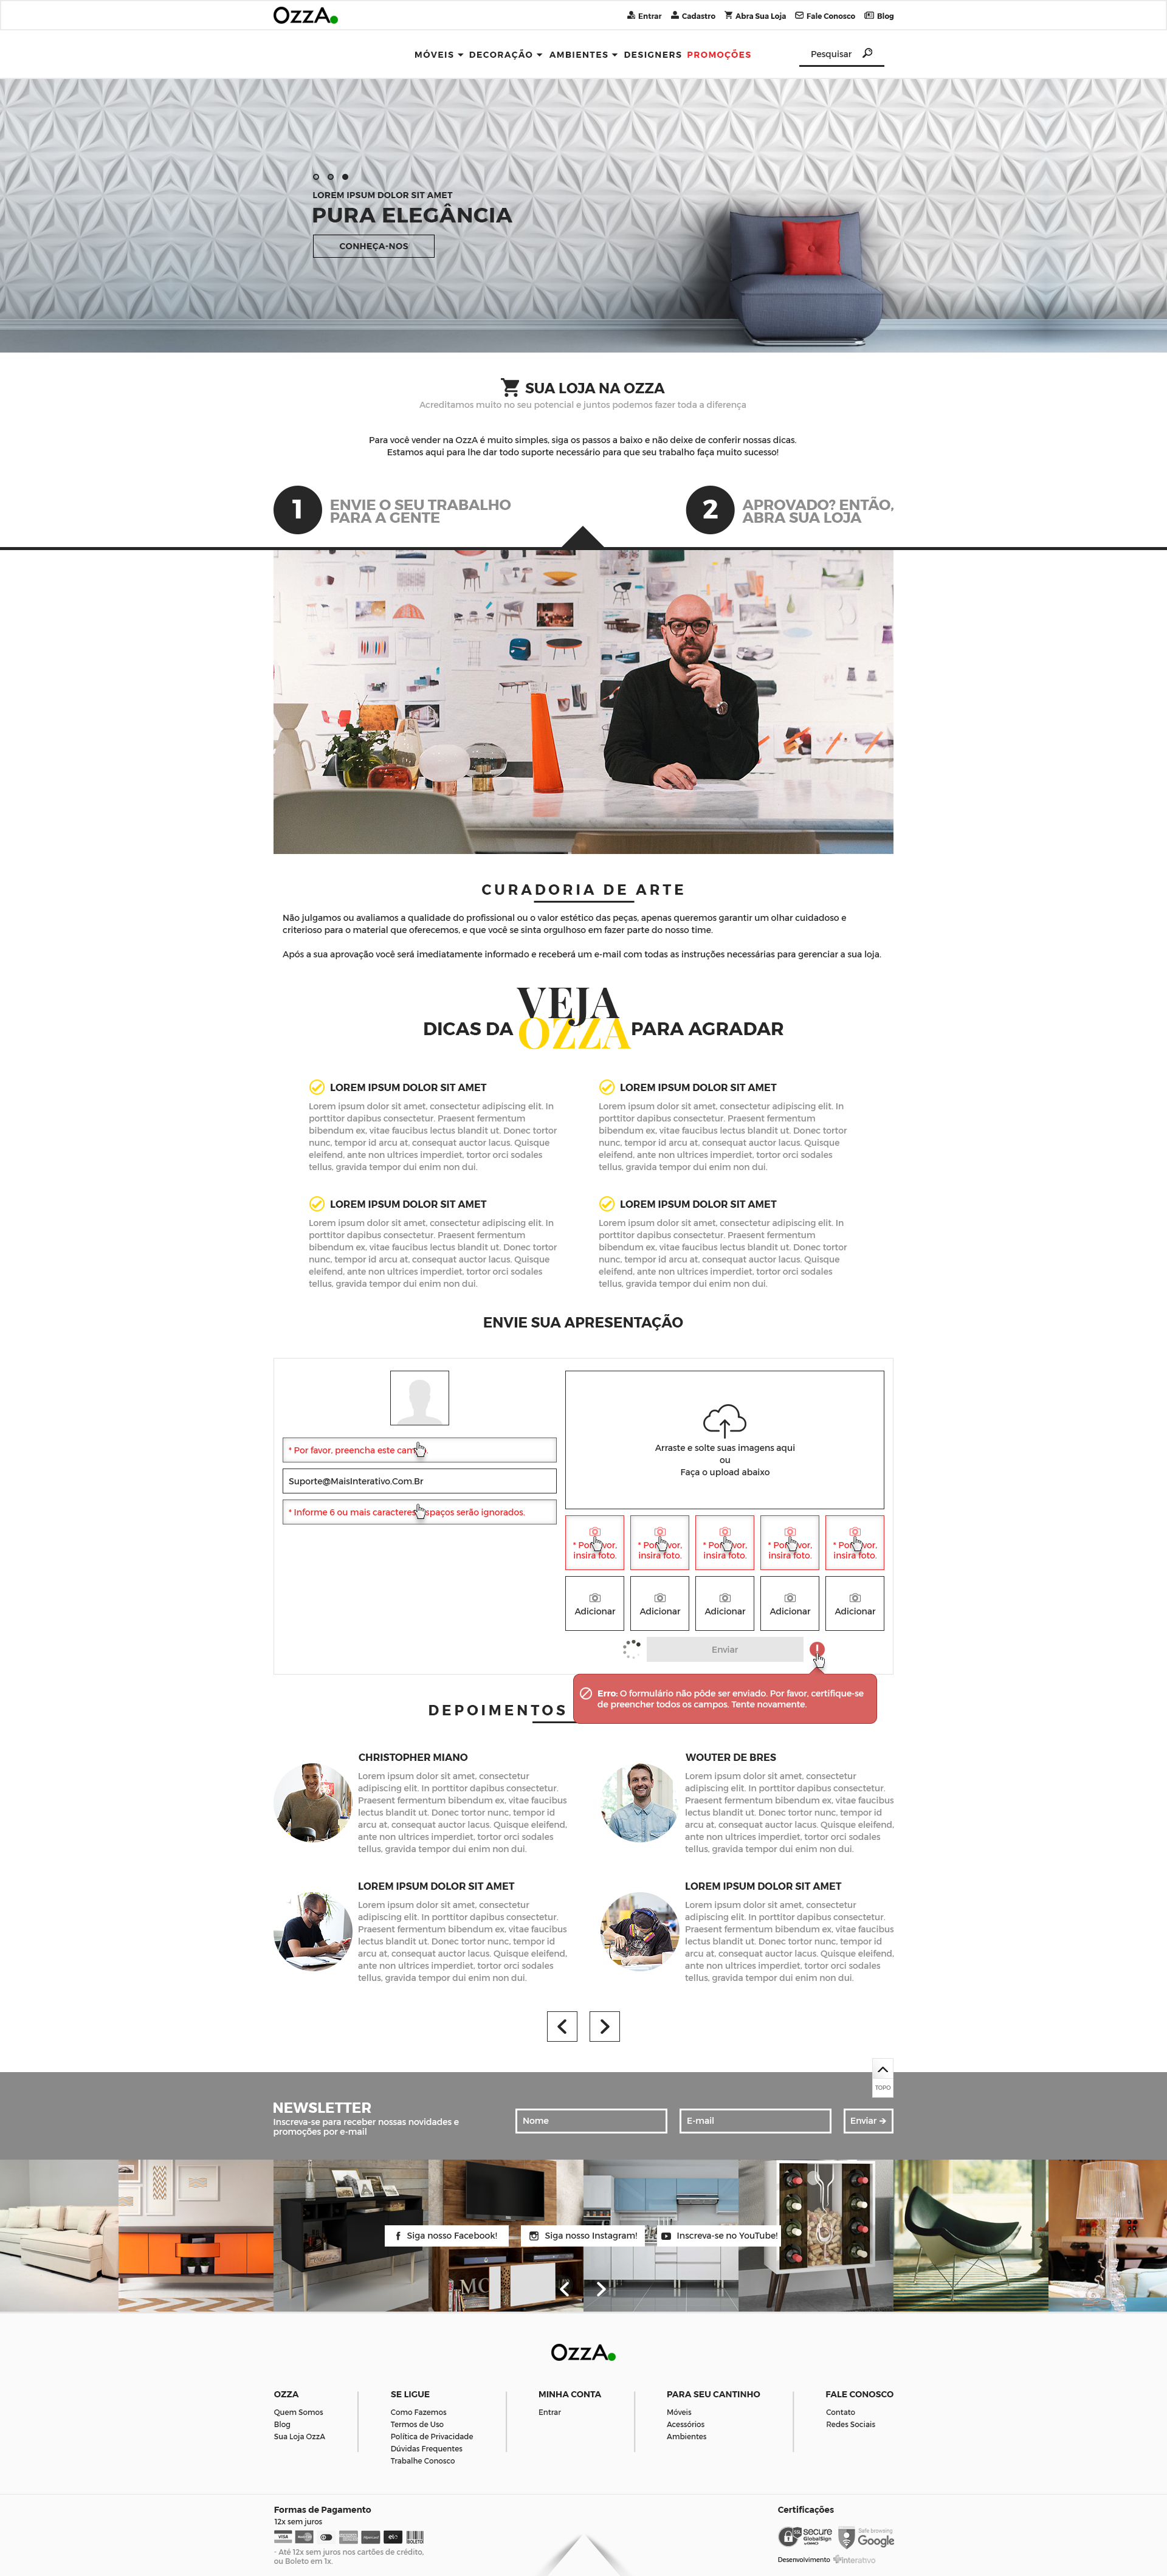 OzzA
Entrar Cadastro Abra Sua Loja Fale Conosco Blog
MÓVEIS DECORAÇÃO AMBIENTES DESIGNERS PROMOÇÕES
Pesquisar
LOREM IPSUM DOLOR SIT AMET
PURA ELEGÂNCIA
CONHEÇA-NOS
SUA LOJA NA OZZA
Acreditamos muito no seu potencial e juntos podemos fazer toda a diferença
Para você vender na OzzA é muito simples, siga os passos a baixo e não deixe de conferir nossas dicas.
Estamos aqui para lhe dar todo suporte necessário para que seu trabalho faça muito sucesso!
1
ENVIE O SEU TRABALHO
PARA A GENTE
2
APROVADO? ENTÃO,
ABRA SUA LOJA
CURADORIA DE ARTE
Não julgamos ou avaliamos a qualidade do profissional ou o valor estético das peças, apenas queremos garantir um olhar cuidadoso e
criterioso para o material que oferecemos, e que você se sinta orgulhoso em fazer parte do nosso time.
Após a sua aprovação você será imediatamente informado e receberá um e-mail com todas as instruções necessárias para gerenciar a sua loja.
VEJA
DICAS DA OZZA PARA AGRADAR
LOREM IPSUM DOLOR SIT AMET
Lorem ipsum dolor sit amet, consectetur adipiscing elit. In
porttitor dapibus consectetur. Praesent fermentum
bibendum ex, vitae faucibus lectus blandit ut. Donec tortor
nunc, tempor id arcu at, consequat auctor lacus. Quisque
eleifend, ante non ultrices imperdiet, tortor orci sodales
tellus, gravida tempor dui enim non dui.
LOREM IPSUM DOLOR SIT AMET
Lorem ipsum dolor sit amet, consectetur adipiscing elit. In
porttitor dapibus consectetur. Praesent fermentum
bibendum ex, vitae faucibus lectus blandit ut. Donec tortor
nunc, tempor id arcu at, consequat auctor lacus. Quisque
eleifend, ante non ultrices imperdiet, tortor orci sodales
tellus, gravida tempor dui enim non dui.
LOREM IPSUM DOLOR SIT AMET
Lorem ipsum dolor sit amet, consectetur adipiscing elit. In
porttitor dapibus consectetur. Praesent fermentum
bibendum ex, vitae faucibus lectus blandit ut. Donec tortor
nunc, tempor id arcu at, consequat auctor lacus. Quisque
eleifend, ante non ultrices imperdiet, tortor orci sodales
tellus, gravida tempor dui enim non dui.
LOREM IPSUM DOLOR SIT AMET
Lorem ipsum dolor sit amet, consectetur adipiscing elit. In
porttitor dapibus consectetur. Praesent fermentum
bibendum ex, vitae faucibus lectus blandit ut. Donec tortor
nunc, tempor id arcu at, consequat auctor lacus. Quisque
eleifend, ante non ultrices imperdiet, tortor orci sodales
tellus, gravida tempor dui enim non dui.
ENVIE SUA APRESENTAÇÃO
* Por favor, preencha este
Suporte@MaisInterativo.Com.Br
* Informe 6 ou mais serão ignorados.
Arraste e solte suas imagens aqui
ou
Faça o upload abaixo
* Por favor, * Por favor, * Por favor, * Por favor, * Por favor,
insira foto. insira foto. insira foto. insira foto. insira foto.
Adicionar Adicionar Adicionar Adicionar Adicionar
Enviar
Erro: O formulário não pôde ser enviado. Por favor, certifique-se
de preencher todos os campos. Tente novamente.
DEPOIMENTOS
CHRISTOPHER MIANO
Lorem ipsum dolor sit amet, consectetur
adipiscing elit. In porttitor dapibus consectetur.
Praesent fermentum bibendum ex, vitae faucibus
lectus blandit ut. Donec tortor nunc, tempor id
arcu at, consequat auctor lacus. Quisque eleifend,
ante non ultrices imperdiet, tortor orci sodales
tellus, gravida tempor dui enim non dui.
WOUTER DE BRES
Lorem ipsum dolor sit amet, consectetur
adipiscing elit. In porttitor dapibus consectetur.
Praesent fermentum bibendum ex, vitae faucibus
lectus blandit ut. Donec tortor nunc, tempor id
arcu at, consequat auctor lacus. Quisque eleifend,
ante non ultrices imperdiet, tortor orci sodales
tellus, gravida tempor dui enim non dui.
LOREM IPSUM DOLOR SIT AMET
Lorem ipsum dolor sit amet, consectetur
adipiscing elit. In porttitor dapibus consectetur.
Praesent fermentum bibendum ex, vitae faucibus
lectus blandit ut. Donec tortor nunc, tempor id
arcu at, consequat auctor lacus. Quisque eleifend,
ante non ultrices imperdiet, tortor orci sodales
tellus, gravida tempor dui enim non dui.
LOREM IPSUM DOLOR SIT AMET
Lorem ipsum dolor sit amet, consectetur
adipiscing elit. In porttitor dapibus consectetur.
Praesent fermentum bibendum ex, vitae faucibus
lectus blandit ut. Donec tortor nunc, tempor id
arcu at, consequat auctor lacus. Quisque eleifend,
ante non ultrices imperdiet, tortor orci sodales
tellus, gravida tempor dui enim non dui.
TOPO
NEWSLETTER
Inscreva-se para receber nossas novidades e
promoções por e-mail
Nome
E-mail
Enviar
Siga nosso Facebook!
Siga nosso Instagram!
Inscreva-se no YouTube!
OzzA
OZZA
Quem Somos
Blog
Sua Loja OzzA
SE LIGUE
Como Fazemos
Termos de Uso
Política de Privacidade
Dúvidas Frequentes
Trabalhe Conosco
MINHA CONTA
Entrar
PARA SEU CANTINHO
Móveis
Acessórios
Ambientes
FALE CONOSCO
Contato
Redes Sociais
Formas de Pagamento
12x sem juros
VISA elo BOLETO
- Até 12x sem juros nos cartões de crédito,
ou Boleto em 1x.
Certificações
secure
GlobalSign
Safe browsing
Google
Desenvolvimento interativo